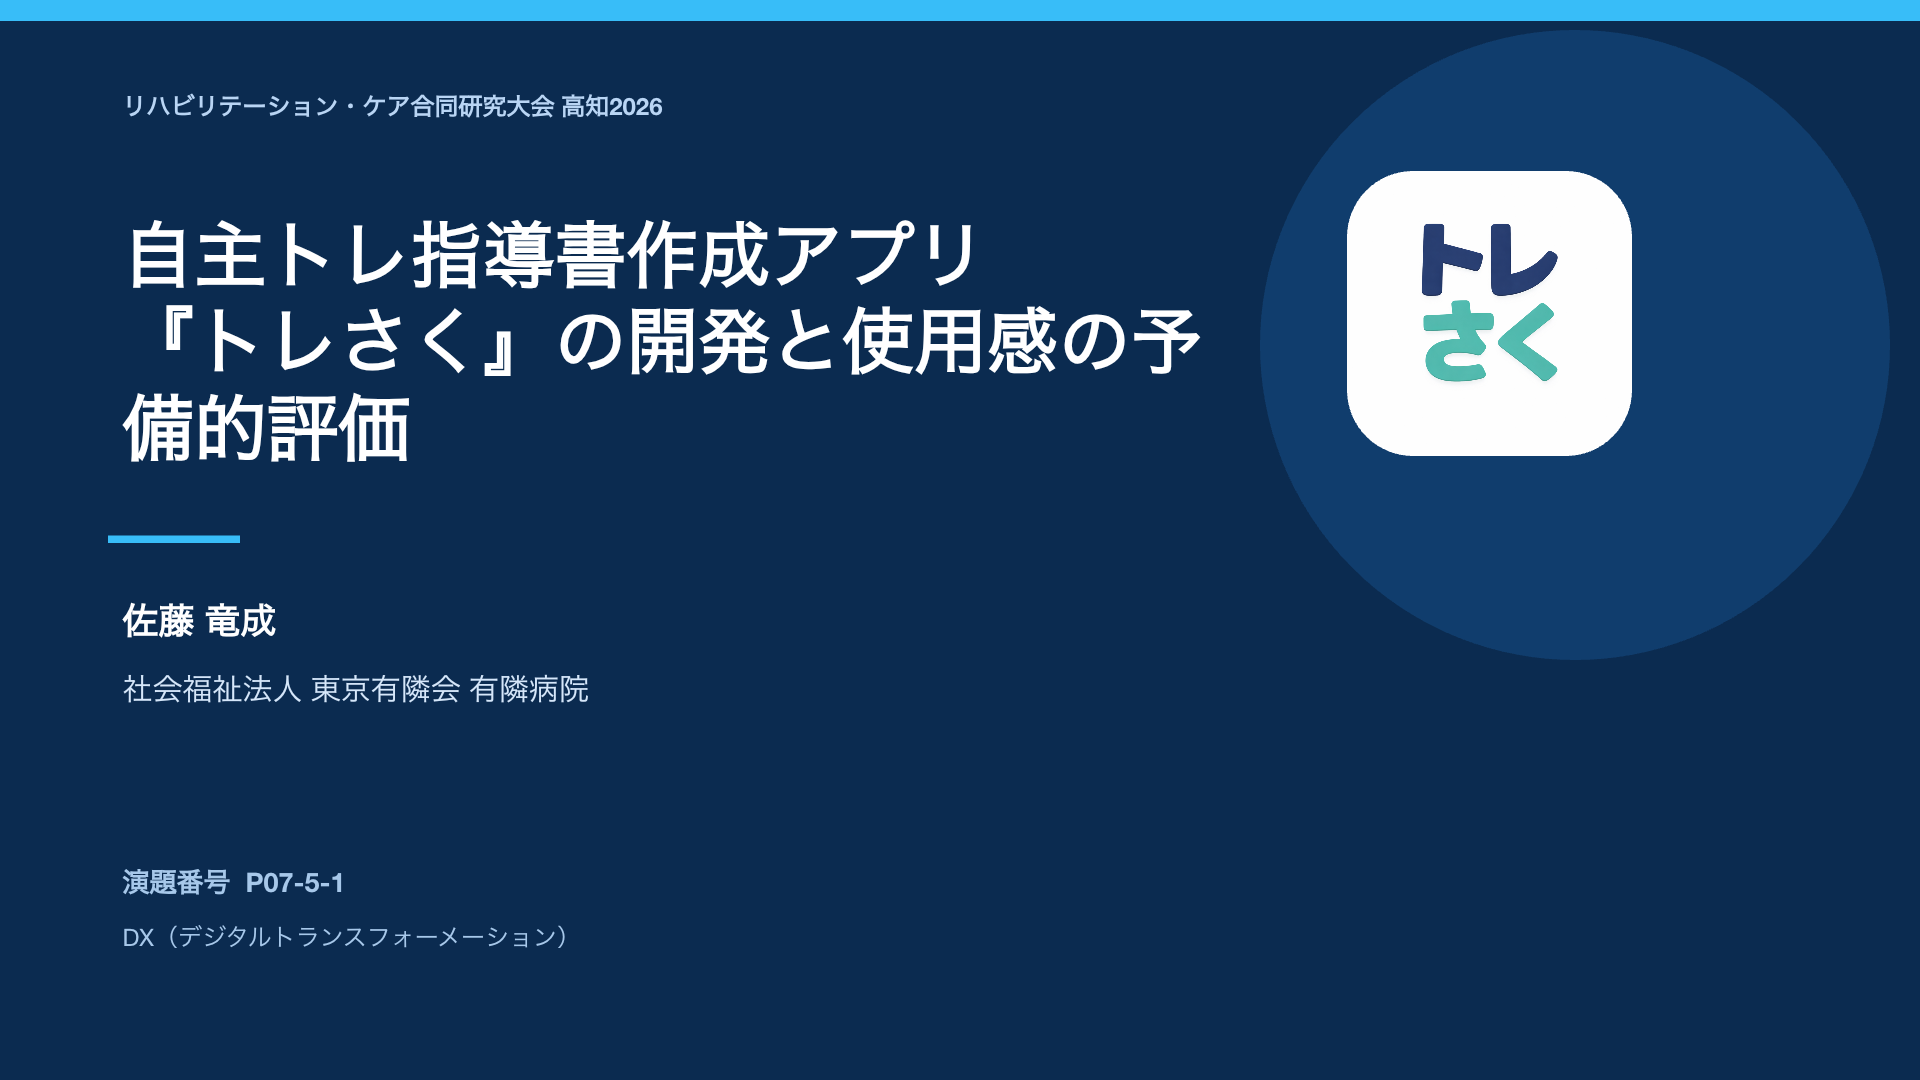 リハビリテーション・ケア合同研究大会 高知2026
自主トレ指導書作成アプリ
『トレさく』の開発と使用感の予
備的評価
トレ
さく
佐藤 竜成
社会福祉法人 東京有隣会 有隣病院
演題番号 P07-5-1
DX（デジタルトランスフォーメーション）